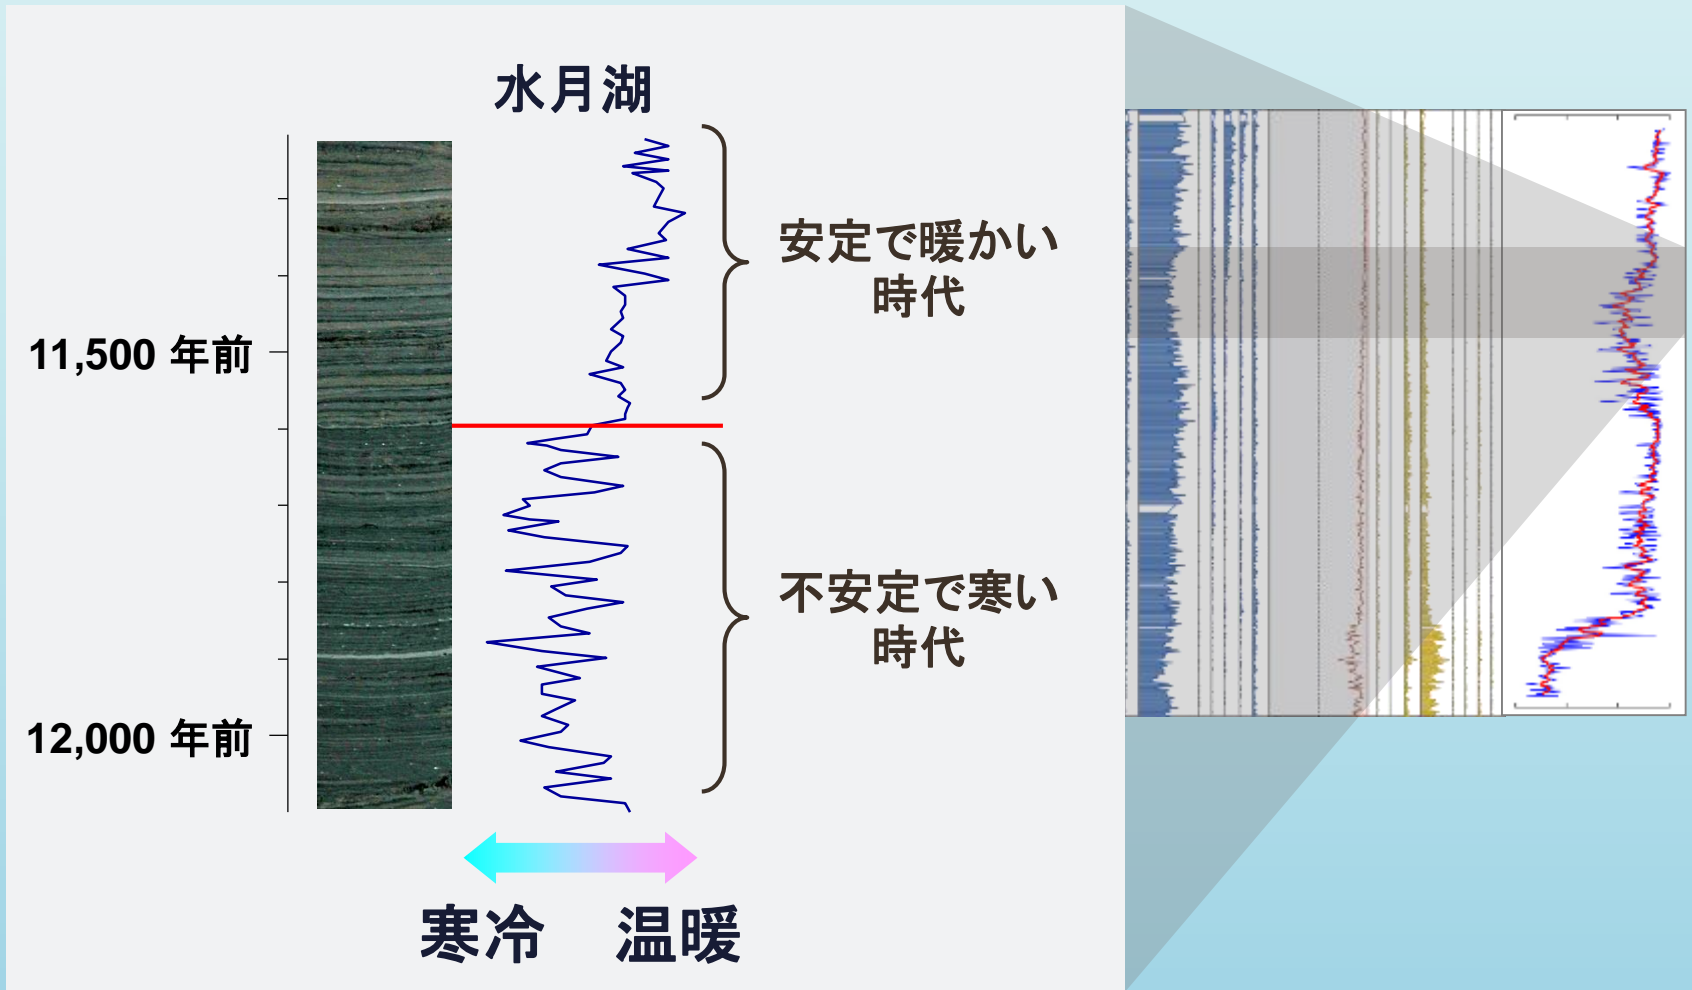 水月湖
安定で暖かい
時代
11,500 年前
不安定で寒い
時代
12,000 年前
寒冷 温暖